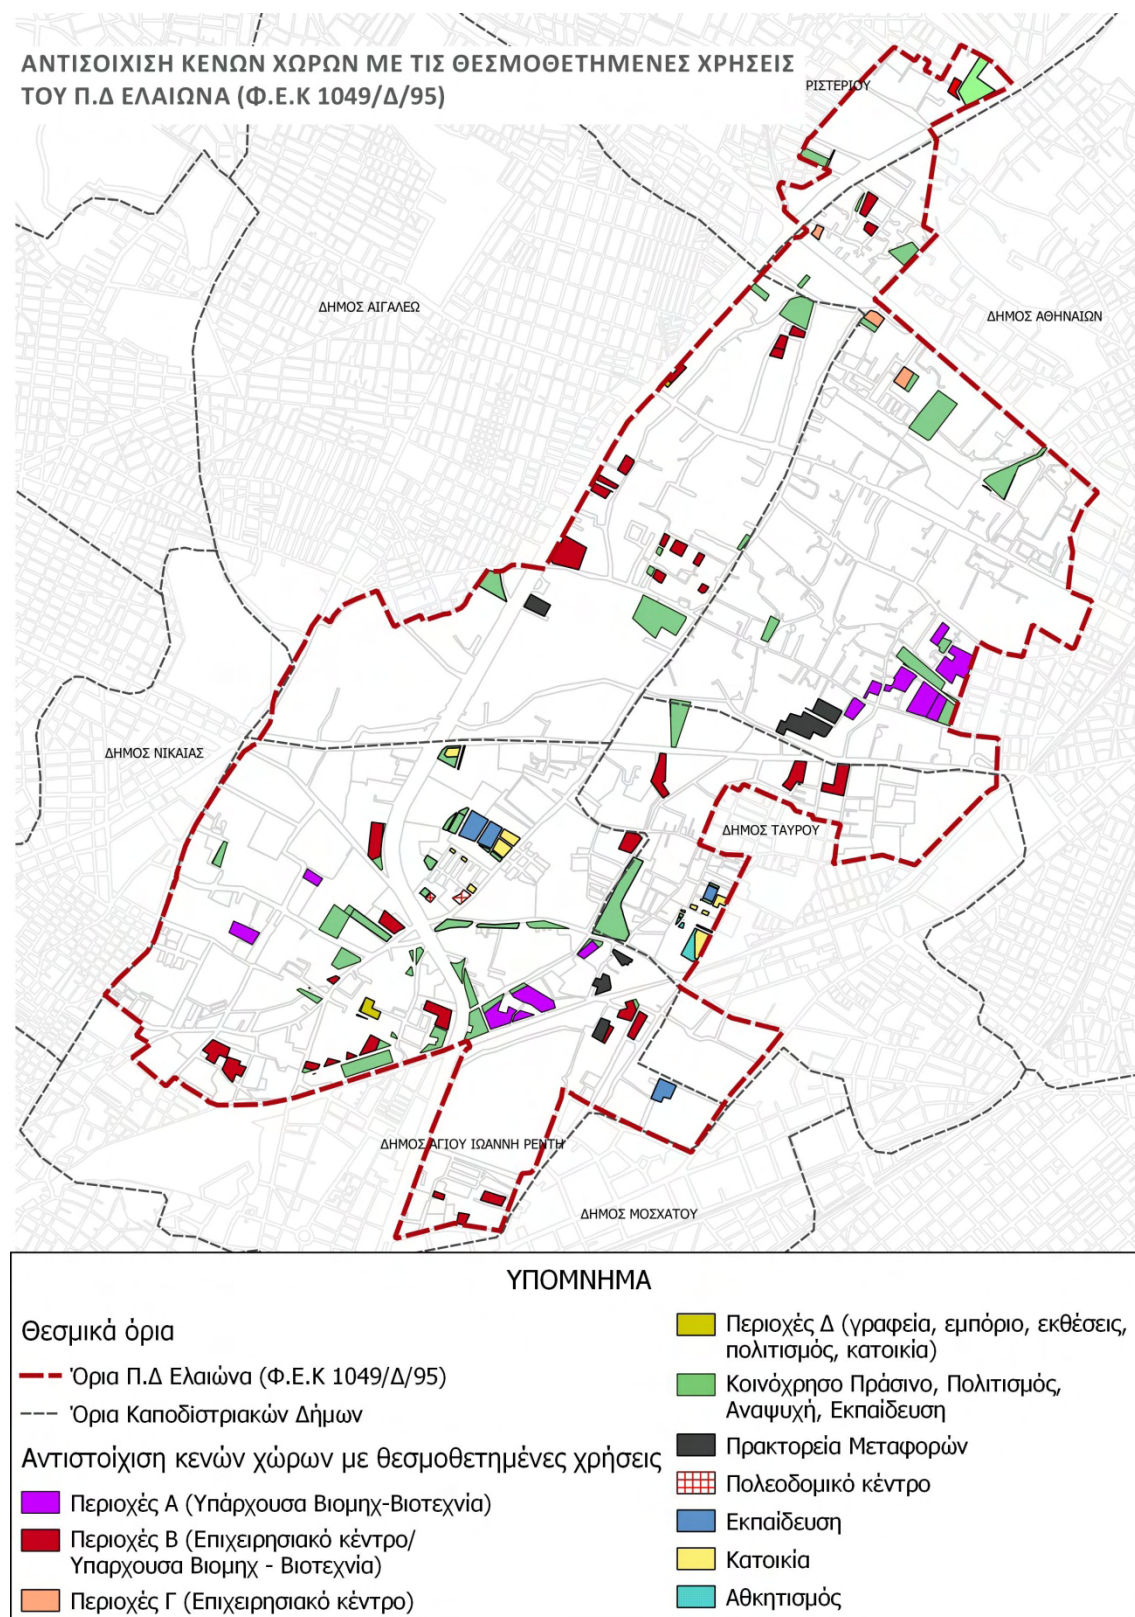 ΑΝΤΙΣΟΙΧΙΣΗ ΚΕΝΩΝ ΧΩΡΩΝ ΜΕ ΤΙΣ ΘΕΣΜΟΘΕΤΗΜΕΝΕΣ ΧΡΗΣΕΙΣ
ΤΟΥ Π.Δ ΕΛΑΙΩΝΑ (Φ.Ε.Κ 1049/Δ/95)
ΡΙΣΤΕΡΙΟΥ
ΔΗΜΟΣ ΑΙΓΑΛΕΩ
ΔΗΜΟΣ ΑΘΗΝΑΙΩΝ
ΔΗΜΟΣ ΝΙΚΑΙΑΣ
ΔΗΜΟΣ ΤΑΥΡΟΥ
ΔΗΜΟΣ ΑΓΙΟΥ ΙΩΑΝΝΗ ΡΕΝΤΗ
ΔΗΜΟΣ ΜΟΣΧΑΤΟΥ
ΥΠΟΜΝΗΜΑ
Θεσμικά όρια
Όρια Π.Δ Ελαιώνα (Φ.Ε.Κ 1049/Δ/95)
Όρια Καποδιστριακών Δήμων
Αντιστοίχιση κενών χώρων με θεσμοθετημένες χρήσεις
Περιοχές Α (Υπάρχουσα Βιομηχ-Βιοτεχνία)
Περιοχές Β (Επιχειρησιακό κέντρο/
Υπαρχουσα Βιομηχ - Βιοτεχνία)
Περιοχές Γ (Επιχειρησιακό κέντρο)
Περιοχές Δ (γραφεία, εμπόριο, εκθέσεις,
πολιτισμός, κατοικία)
Κοινόχρησο Πράσινο, Πολιτισμός,
Αναψυχή, Εκπαίδευση
Πρακτορεία Μεταφορών
Πολεοδομικό κέντρο
Εκπαίδευση
Κατοικία
Αθκητισμός